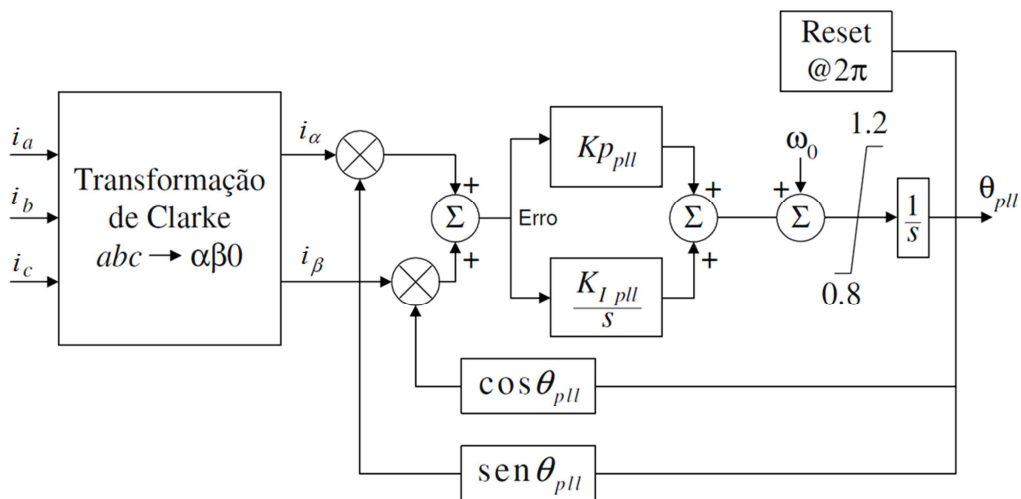 Reset
@2π
i_a
i_b
i_c
Transformação
de Clarke
abc → αβ0
i_α
i_β
+
Σ
+
Erro
Kp_pll
K_I pll
s
+
Σ
+
ω_0
+
Σ
1.2
0.8
1
s
θ_pll
cos θ_pll
sen θ_pll